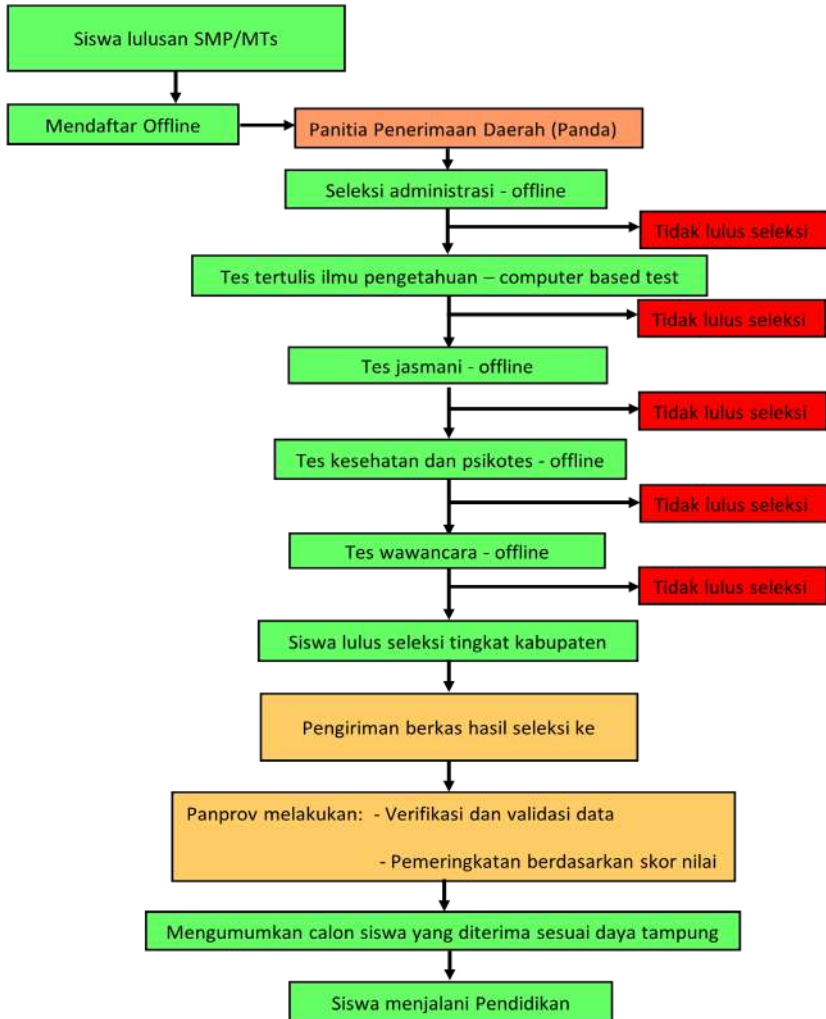 Siswa lulusan SMP/MTs
Mendaftar Offline
Panitia Penerimaan Daerah (Panda)
Seleksi administrasi - offline
Tidak lulus seleksi
Tes tertulis ilmu pengetahuan – computer based test
Tidak lulus seleksi
Tes jasmani - offline
Tidak lulus seleksi
Tes kesehatan dan psikotes - offline
Tidak lulus seleksi
Tes wawancara - offline
Tidak lulus seleksi
Siswa lulus seleksi tingkat kabupaten
Pengiriman berkas hasil seleksi ke
Panprov melakukan: - Verifikasi dan validasi data
- Pemeringkatan berdasarkan skor nilai
Mengumumkan calon siswa yang diterima sesuai daya tampung
Siswa menjalani Pendidikan